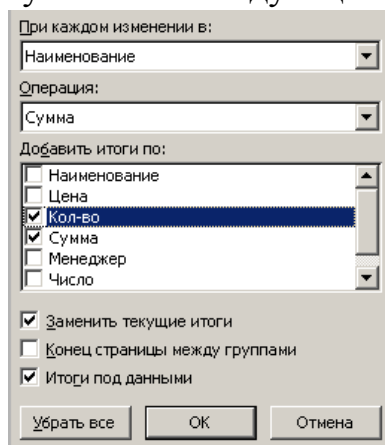 При каждом изменении в:
Наименование
Операция:
Сумма
Добавить итоги по:
Наименование
Цена
Кол-во
Сумма
Менеджер
Число
Заменить текущие итоги
Конец страницы между группами
Итоги под данными
Убрать все ОК Отмена